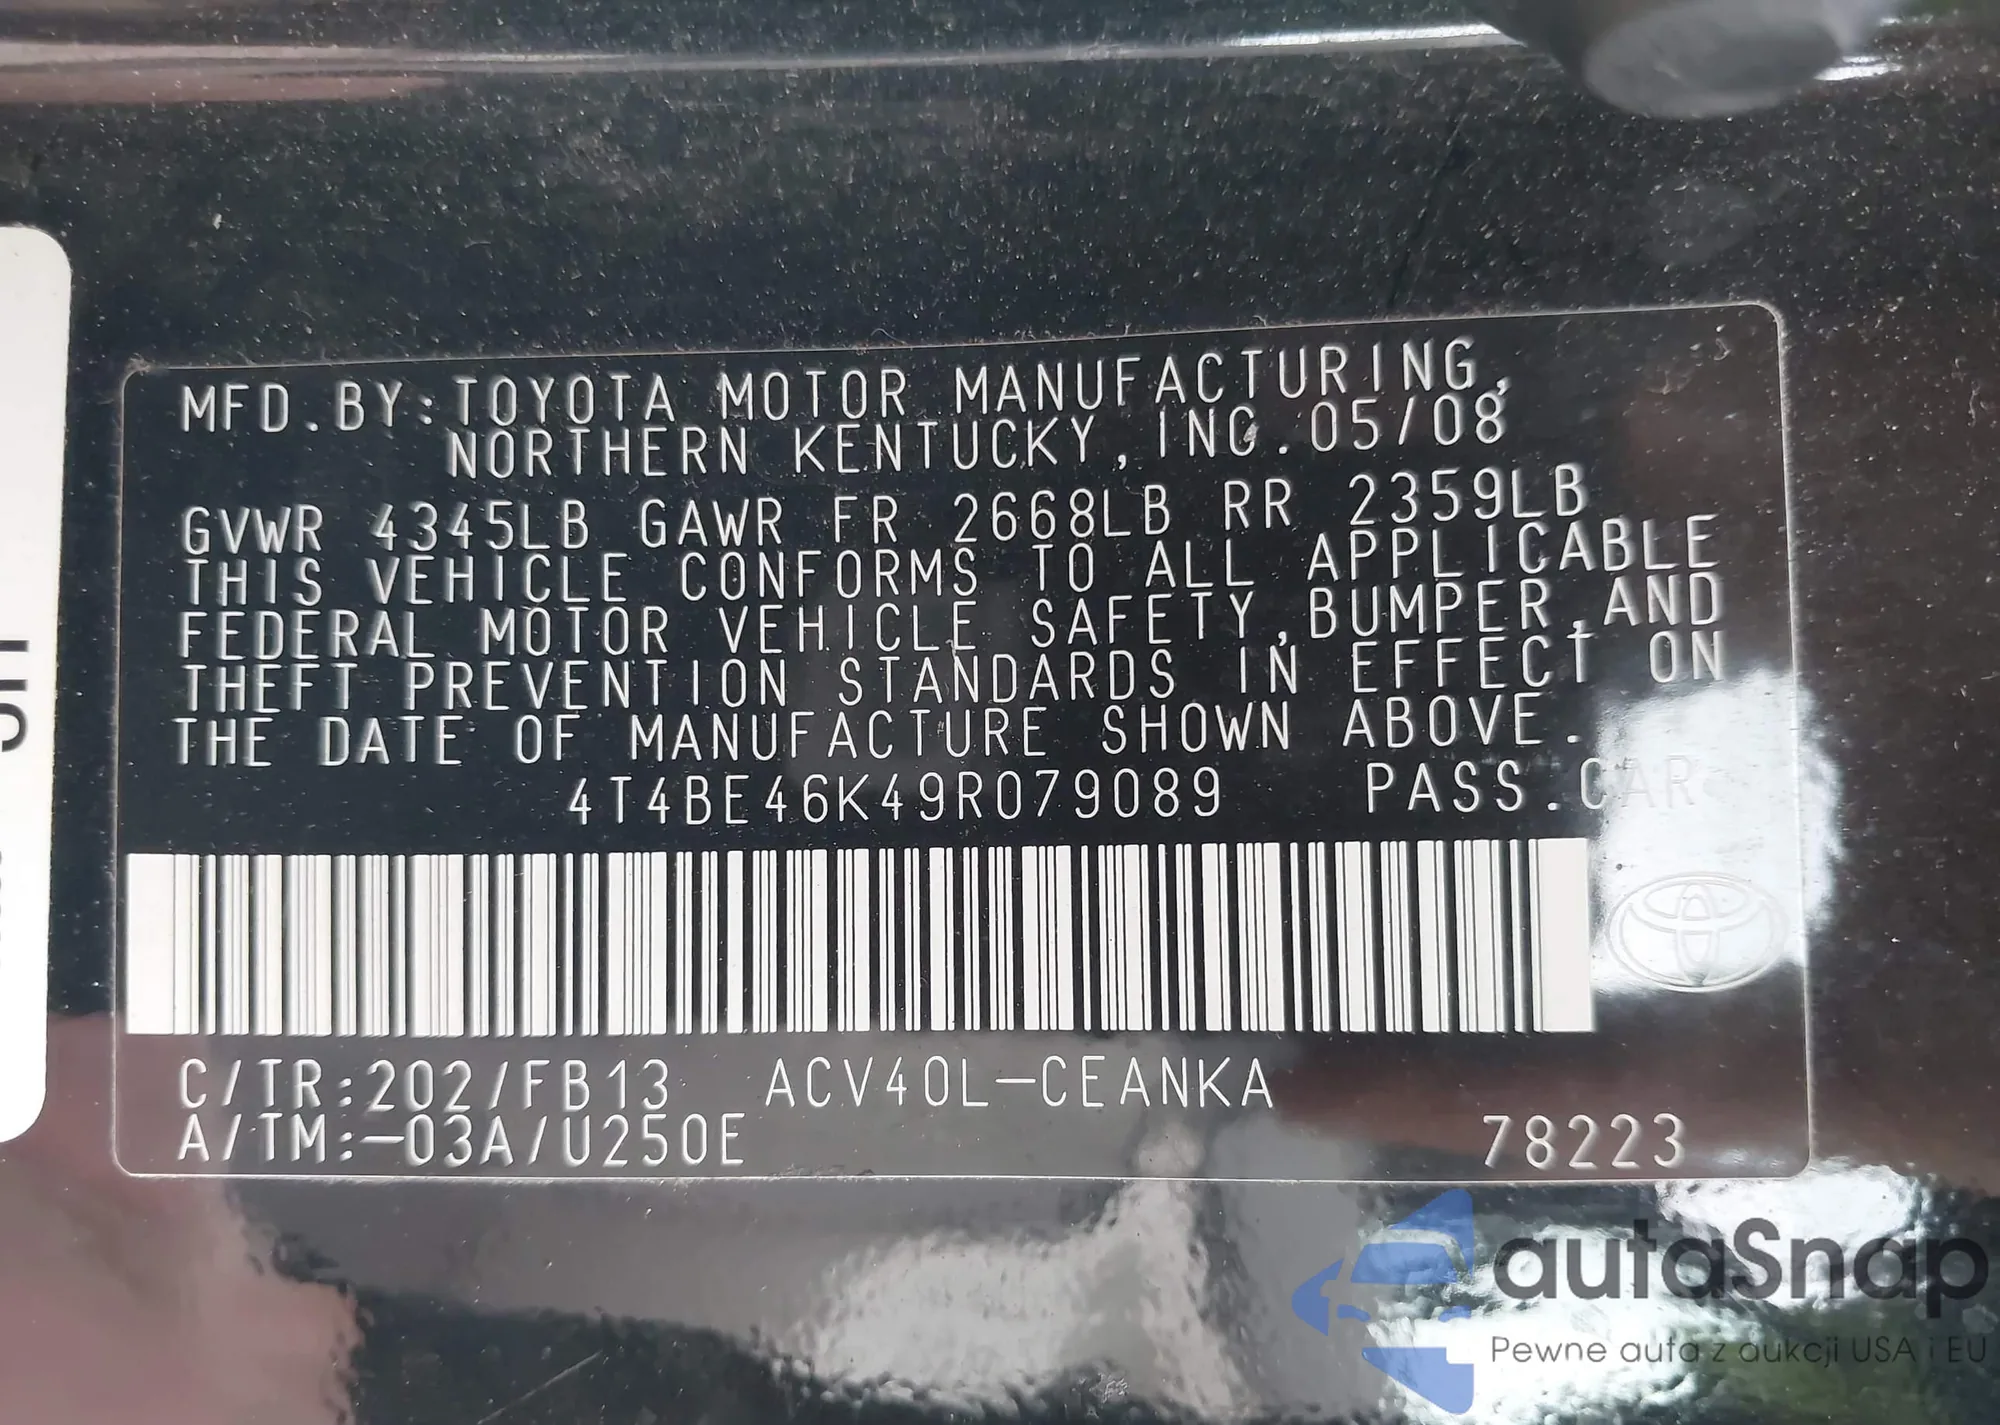 MFD.BY:TOYOTA MOTOR MANUFACTURING,
NORTHERN KENTUCKY, INC. 05/08
GVWR 4345LB GAWR FR 2668LB RR 2359LB
THIS VEHICLE CONFORMS TO ALL APPLICABLE
FEDERAL MOTOR VEHICLE SAFETY,BUMPER,AND
THEFT PREVENTION STANDARDS IN EFFECT ON
THE DATE OF MANUFACTURE SHOWN ABOVE.
4T4BE46K49R079089 PASS.CAR
C/TR:202/FB13 ACV40L-CEANKA
A/TM:-03A/U250E 78223
autaSnap
Pewne auta z aukcji USA i EU